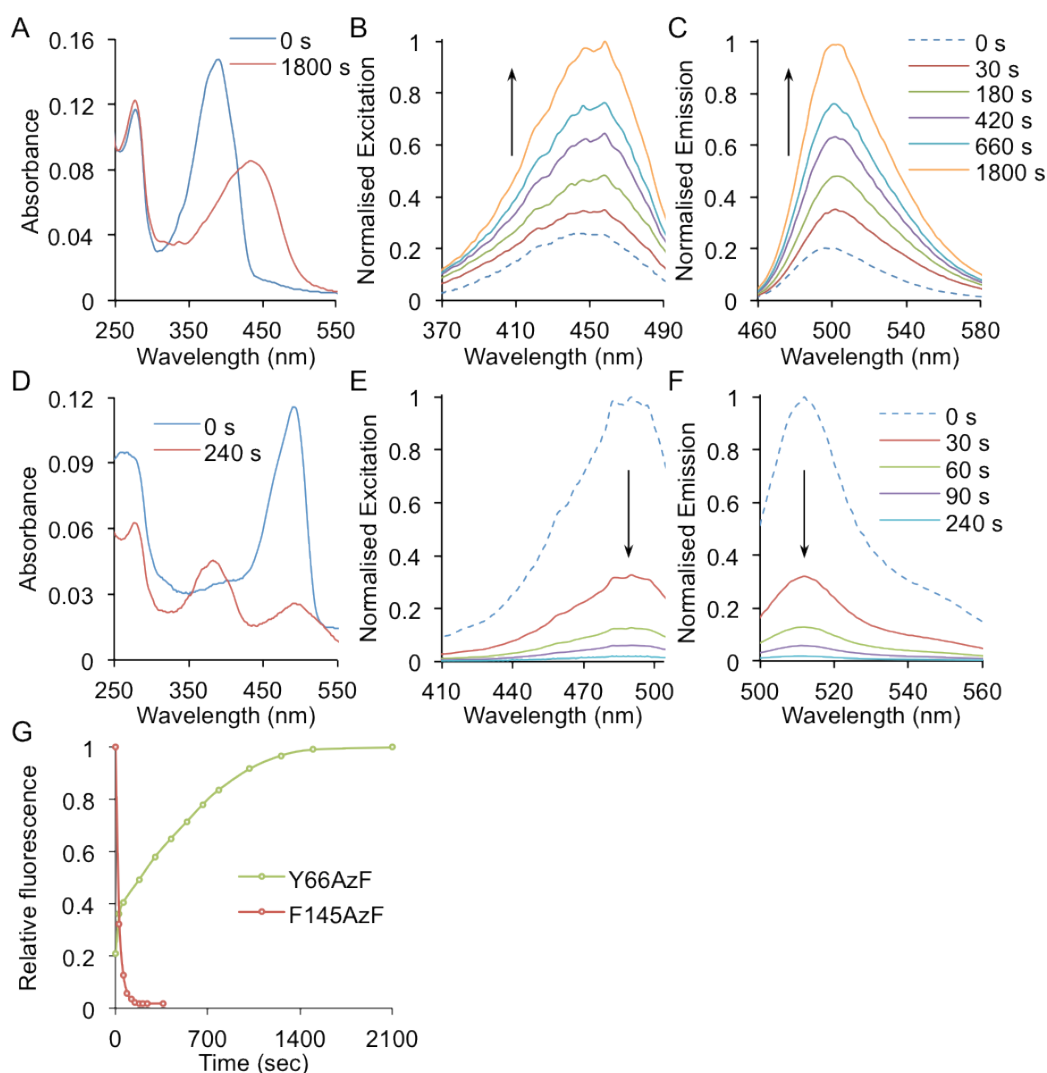 A
0.16
0.12
0.08
0.04
0
250
350
450
550
Absorbance
Wavelength (nm)
0 s
1800 s
B
1
0.8
0.6
0.4
0.2
0
370
410
450
490
Normalised Excitation
Wavelength (nm)
C
1
0.8
0.6
0.4
0.2
0
460
500
540
580
Normalised Emission
Wavelength (nm)
0 s
30 s
180 s
420 s
660 s
1800 s
D
0.12
0.09
0.06
0.03
0
250
350
450
550
Absorbance
Wavelength (nm)
0 s
240 s
E
1
0.8
0.6
0.4
0.2
0
410
440
470
500
Normalised Excitation
Wavelength (nm)
F
1
0.8
0.6
0.4
0.2
0
500
520
540
560
Normalised Emission
Wavelength (nm)
0 s
30 s
60 s
90 s
240 s
G
1
0.8
0.6
0.4
0.2
0
0
700
1400
2100
Relative fluorescence
Time (sec)
Y66AzF
F145AzF